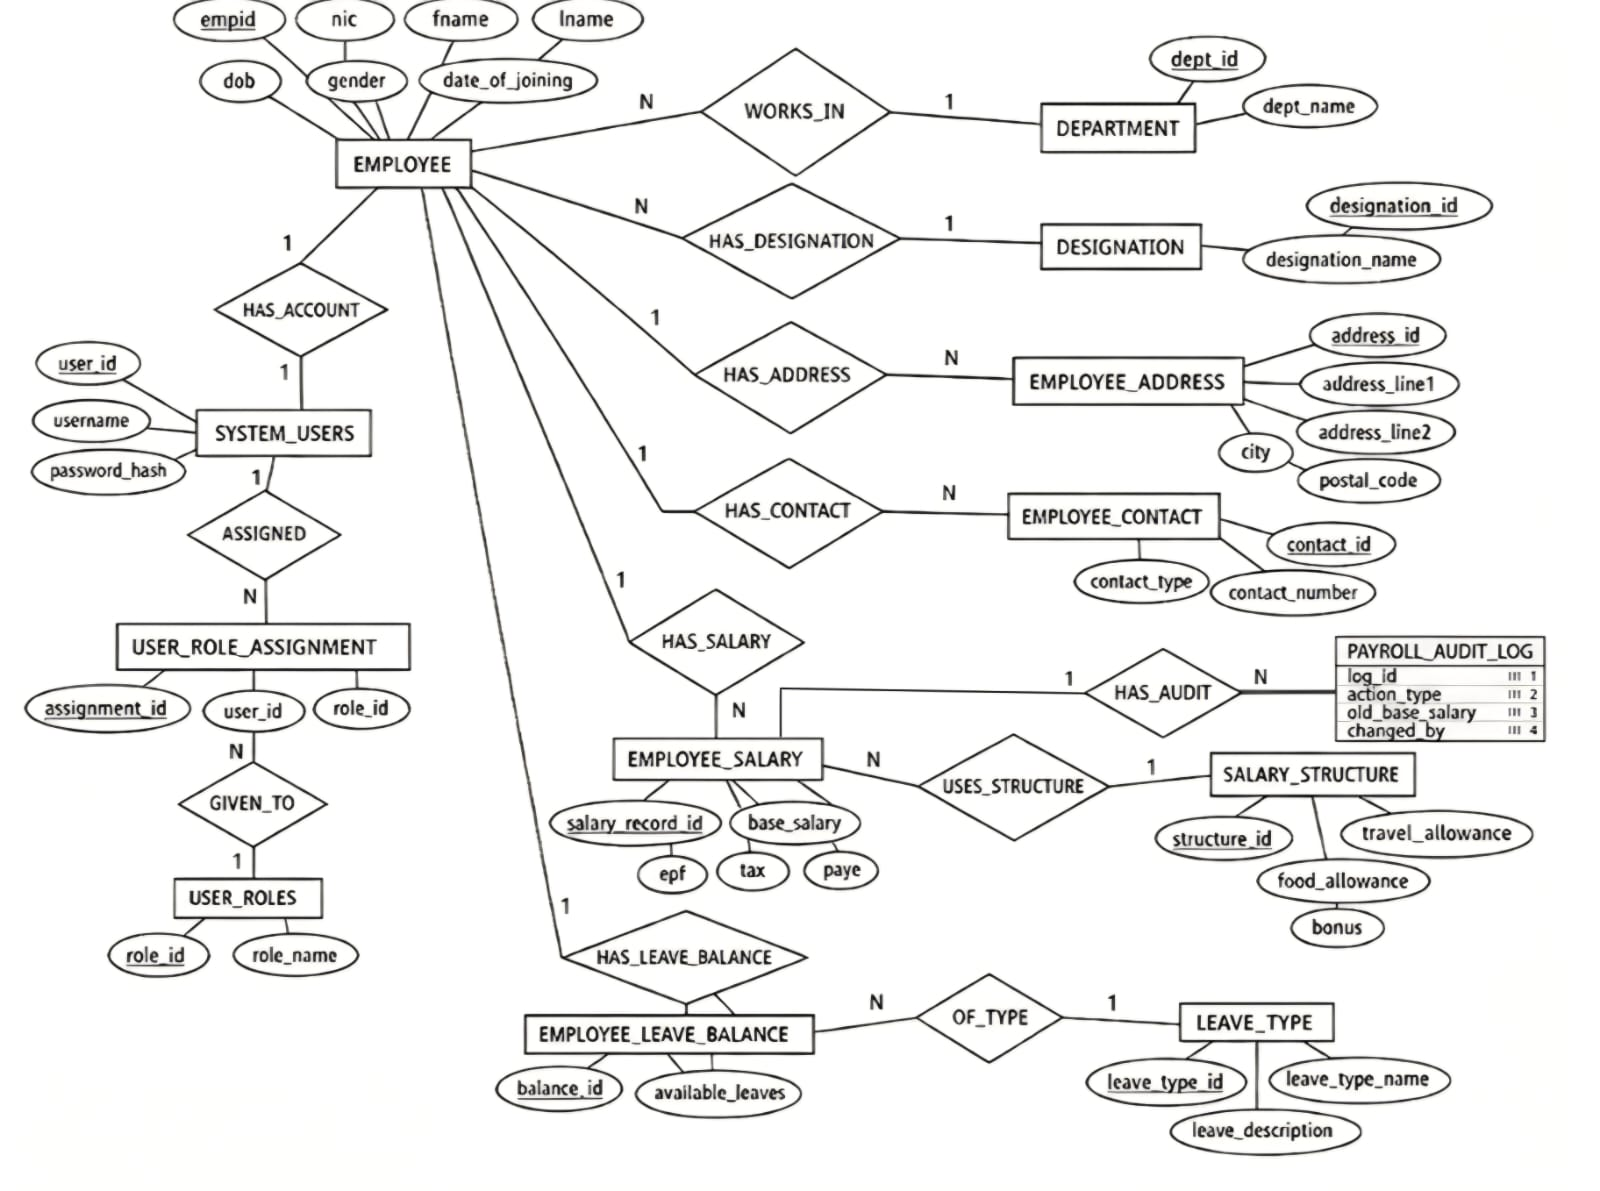 empid
nic
fname
lname
dob
gender
date_of_joining
EMPLOYEE
N
WORKS_IN
1
DEPARTMENT
dept_id
dept_name
N
HAS_DESIGNATION
1
DESIGNATION
designation_id
designation_name
1
HAS_ACCOUNT
1
user_id
username
password_hash
SYSTEM_USERS
1
HAS_ADDRESS
N
EMPLOYEE_ADDRESS
address_id
address_line1
address_line2
city
postal_code
1
ASSIGNED
N
1
HAS_CONTACT
N
EMPLOYEE_CONTACT
contact_id
contact_type
contact_number
USER_ROLE_ASSIGNMENT
assignment_id
user_id
role_id
N
GIVEN_TO
1
USER_ROLES
role_id
role_name
1
HAS_SALARY
N
EMPLOYEE_SALARY
salary_record_id
base_salary
epf
tax
paye
1
HAS_AUDIT
N
PAYROLL_AUDIT_LOG
log_id 1
action_type 2
old_base_salary 3
changed_by 4
N
USES_STRUCTURE
1
SALARY_STRUCTURE
structure_id
travel_allowance
food_allowance
bonus
1
HAS_LEAVE_BALANCE
EMPLOYEE_LEAVE_BALANCE
balance_id
available_leaves
N
OF_TYPE
1
LEAVE_TYPE
leave_type_id
leave_type_name
leave_description